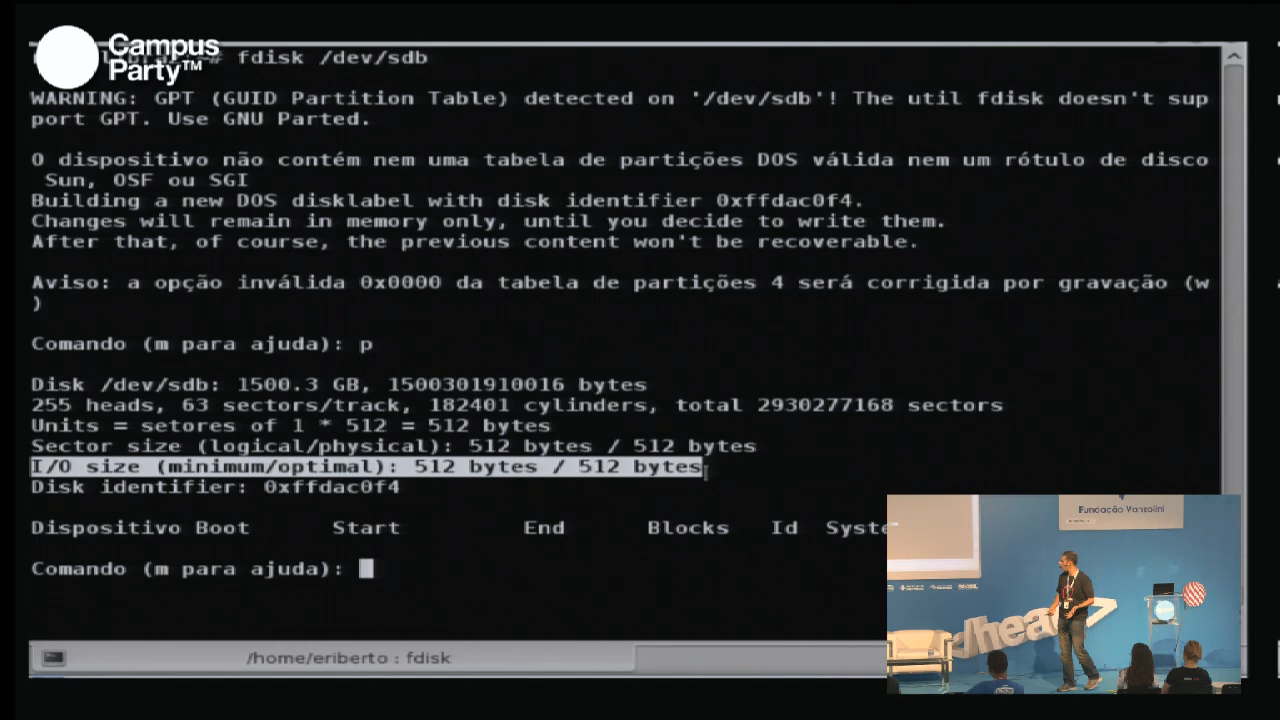 Campus
Party™
# fdisk /dev/sdb
WARNING: GPT (GUID Partition Table) detected on '/dev/sdb'! The util fdisk doesn't sup
port GPT. Use GNU Parted.
O dispositivo não contém nem uma tabela de partições DOS válida nem um rótulo de disco
Sun, OSF ou SGI
Building a new DOS disklabel with disk identifier 0xffdac0f4.
Changes will remain in memory only, until you decide to write them.
After that, of course, the previous content won't be recoverable.
Aviso: a opção inválida 0x0000 da tabela de partições 4 será corrigida por gravação (w
)
Comando (m para ajuda): p
Disk /dev/sdb: 1500.3 GB, 1500301910016 bytes
255 heads, 63 sectors/track, 182401 cylinders, total 2930277168 sectors
Units = setores of 1 * 512 = 512 bytes
Sector size (logical/physical): 512 bytes / 512 bytes
I/O size (minimum/optimal): 512 bytes / 512 bytes
Disk identifier: 0xffdac0f4
Dispositivo Boot Start End Blocks Id Syste
Comando (m para ajuda):
/home/eriberto : fdisk
Fundação Vanzolini
/head